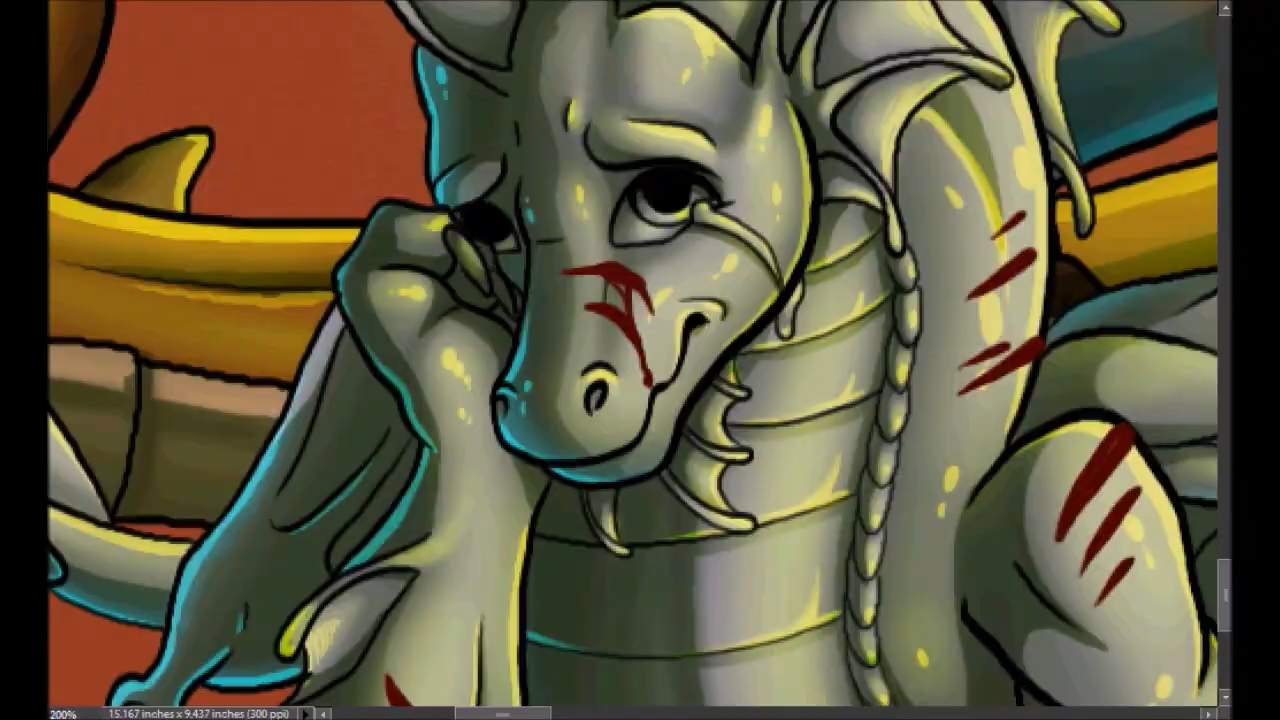 200% 15.167 inches x 9.437 inches (300 ppi)